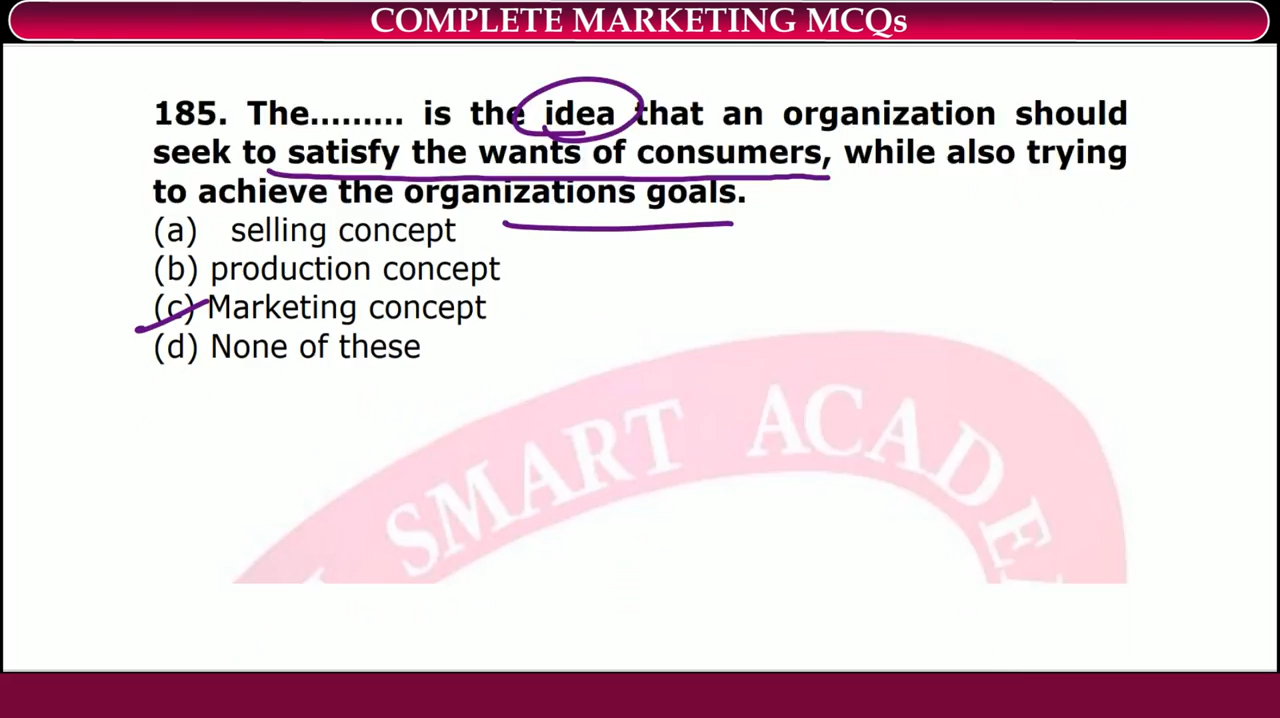 COMPLETE MARKETING MCQs
185. The......... is the idea that an organization should
seek to satisfy the wants of consumers, while also trying
to achieve the organizations goals.
(a) selling concept
(b) production concept
(c) Marketing concept
(d) None of these
SMART ACADE